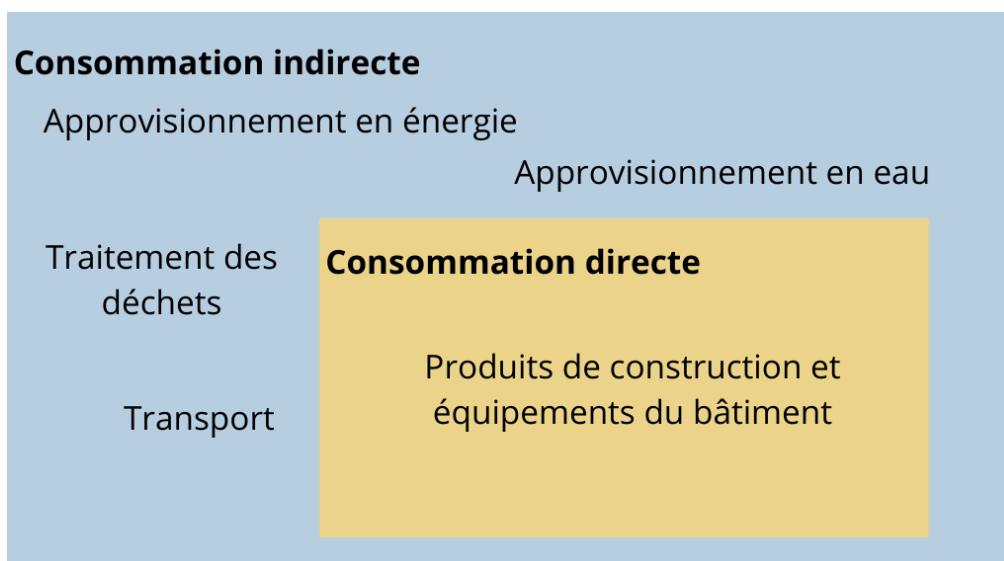 Consommation indirecte
Approvisionnement en énergie
Approvisionnement en eau
Traitement des
déchets
Transport
Consommation directe
Produits de construction et
équipements du bâtiment